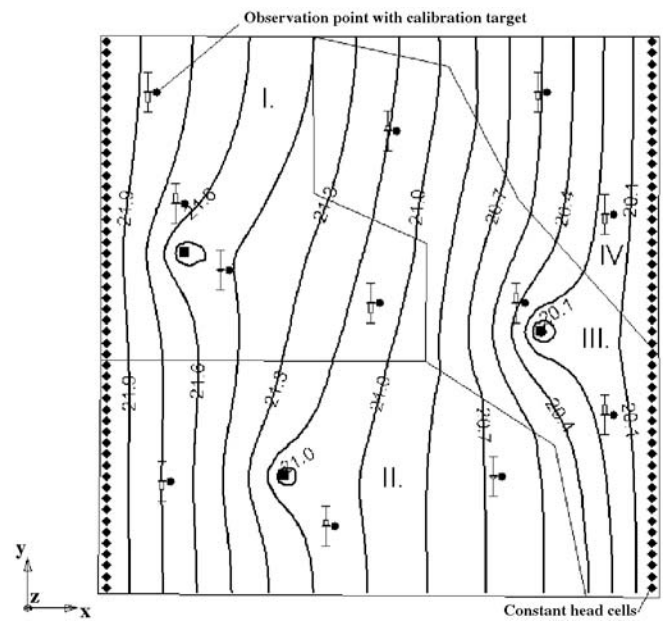 Observation point with calibration target
I.
21.9
21.6
21.3
21.0
20.7
20.4
20.1
IV
20.1
III.
21.9
21.6
21.3
21.0
20.7
20.4
20.1
21.0
II.
y
z
x
Constant head cells